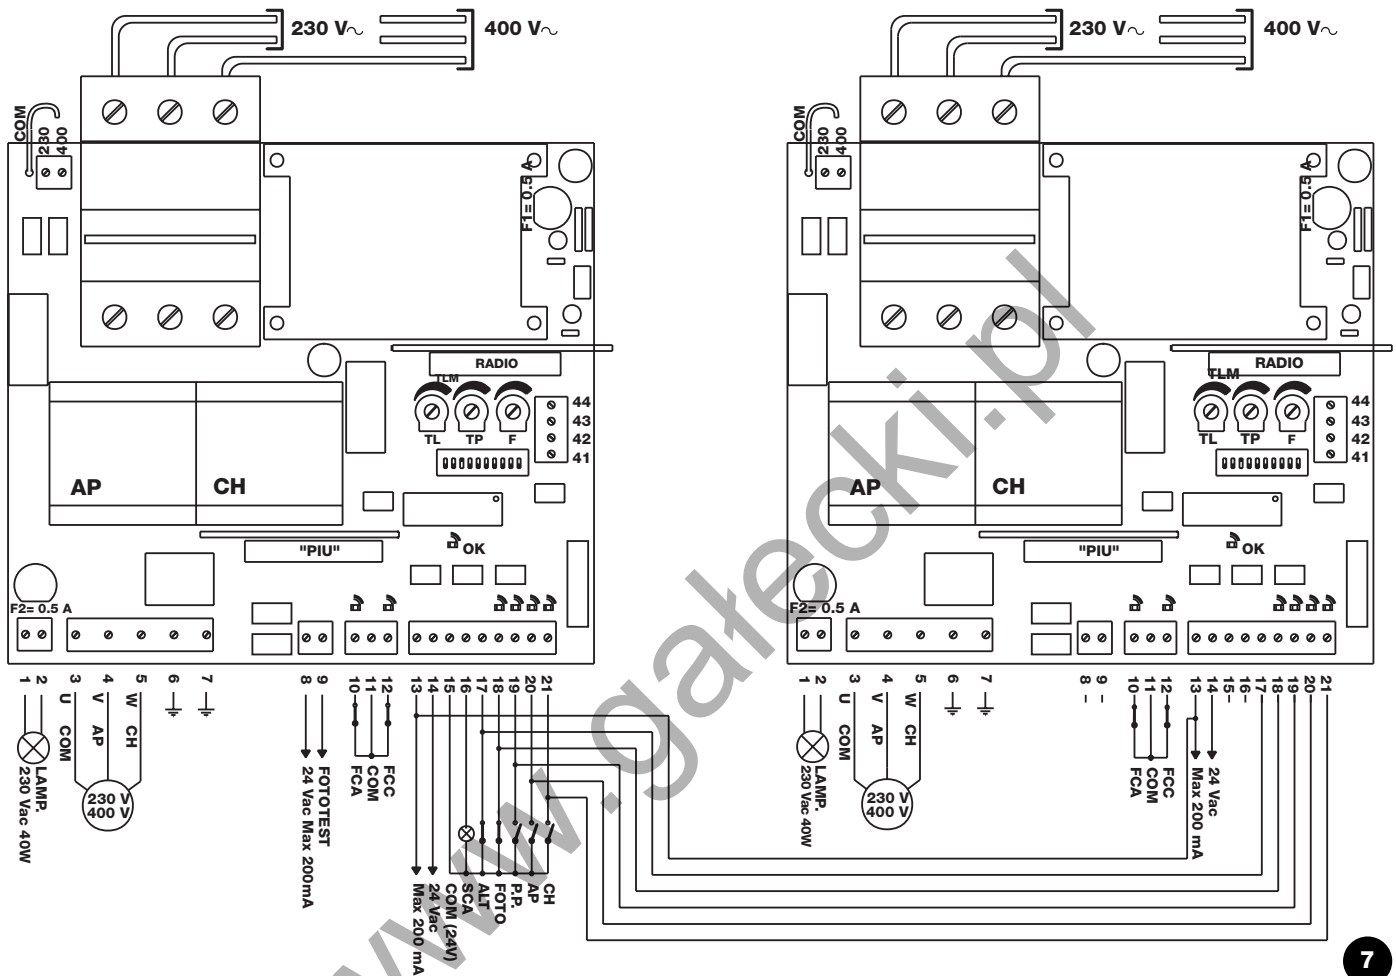 230 V~
400 V~
COM
230
400
F1= 0.5 A
RADIO
TLM
TL TP F
44
43
42
41
AP CH
"PIU"
OK
F2= 0.5 A
1 2 3 4 5 6 7 8 9 10 11 12 13 14 15 16 17 18 19 20 21
U V W
COM AP CH
LAMP.
230 Vac 40W
230 V
400 V
FOTOTEST
24 Vac Max 200mA
FCA
COM
FCC
Max 200 mA
24 Vac
COM (24V)
SCA
ALT
FOTO
P.P.
AP
CH
230 V~
400 V~
COM
230
400
F1= 0.5 A
RADIO
TLM
TL TP F
44
43
42
41
AP CH
"PIU"
OK
F2= 0.5 A
1 2 3 4 5 6 7 8 - 9 - 10 11 12 13 14 15 - 16 - 17 18 19 20 21
U V W
COM AP CH
LAMP.
230 Vac 40W
230 V
400 V
FCA
COM
FCC
Max 200 mA
24 Vac
www.gałecki.pl
7